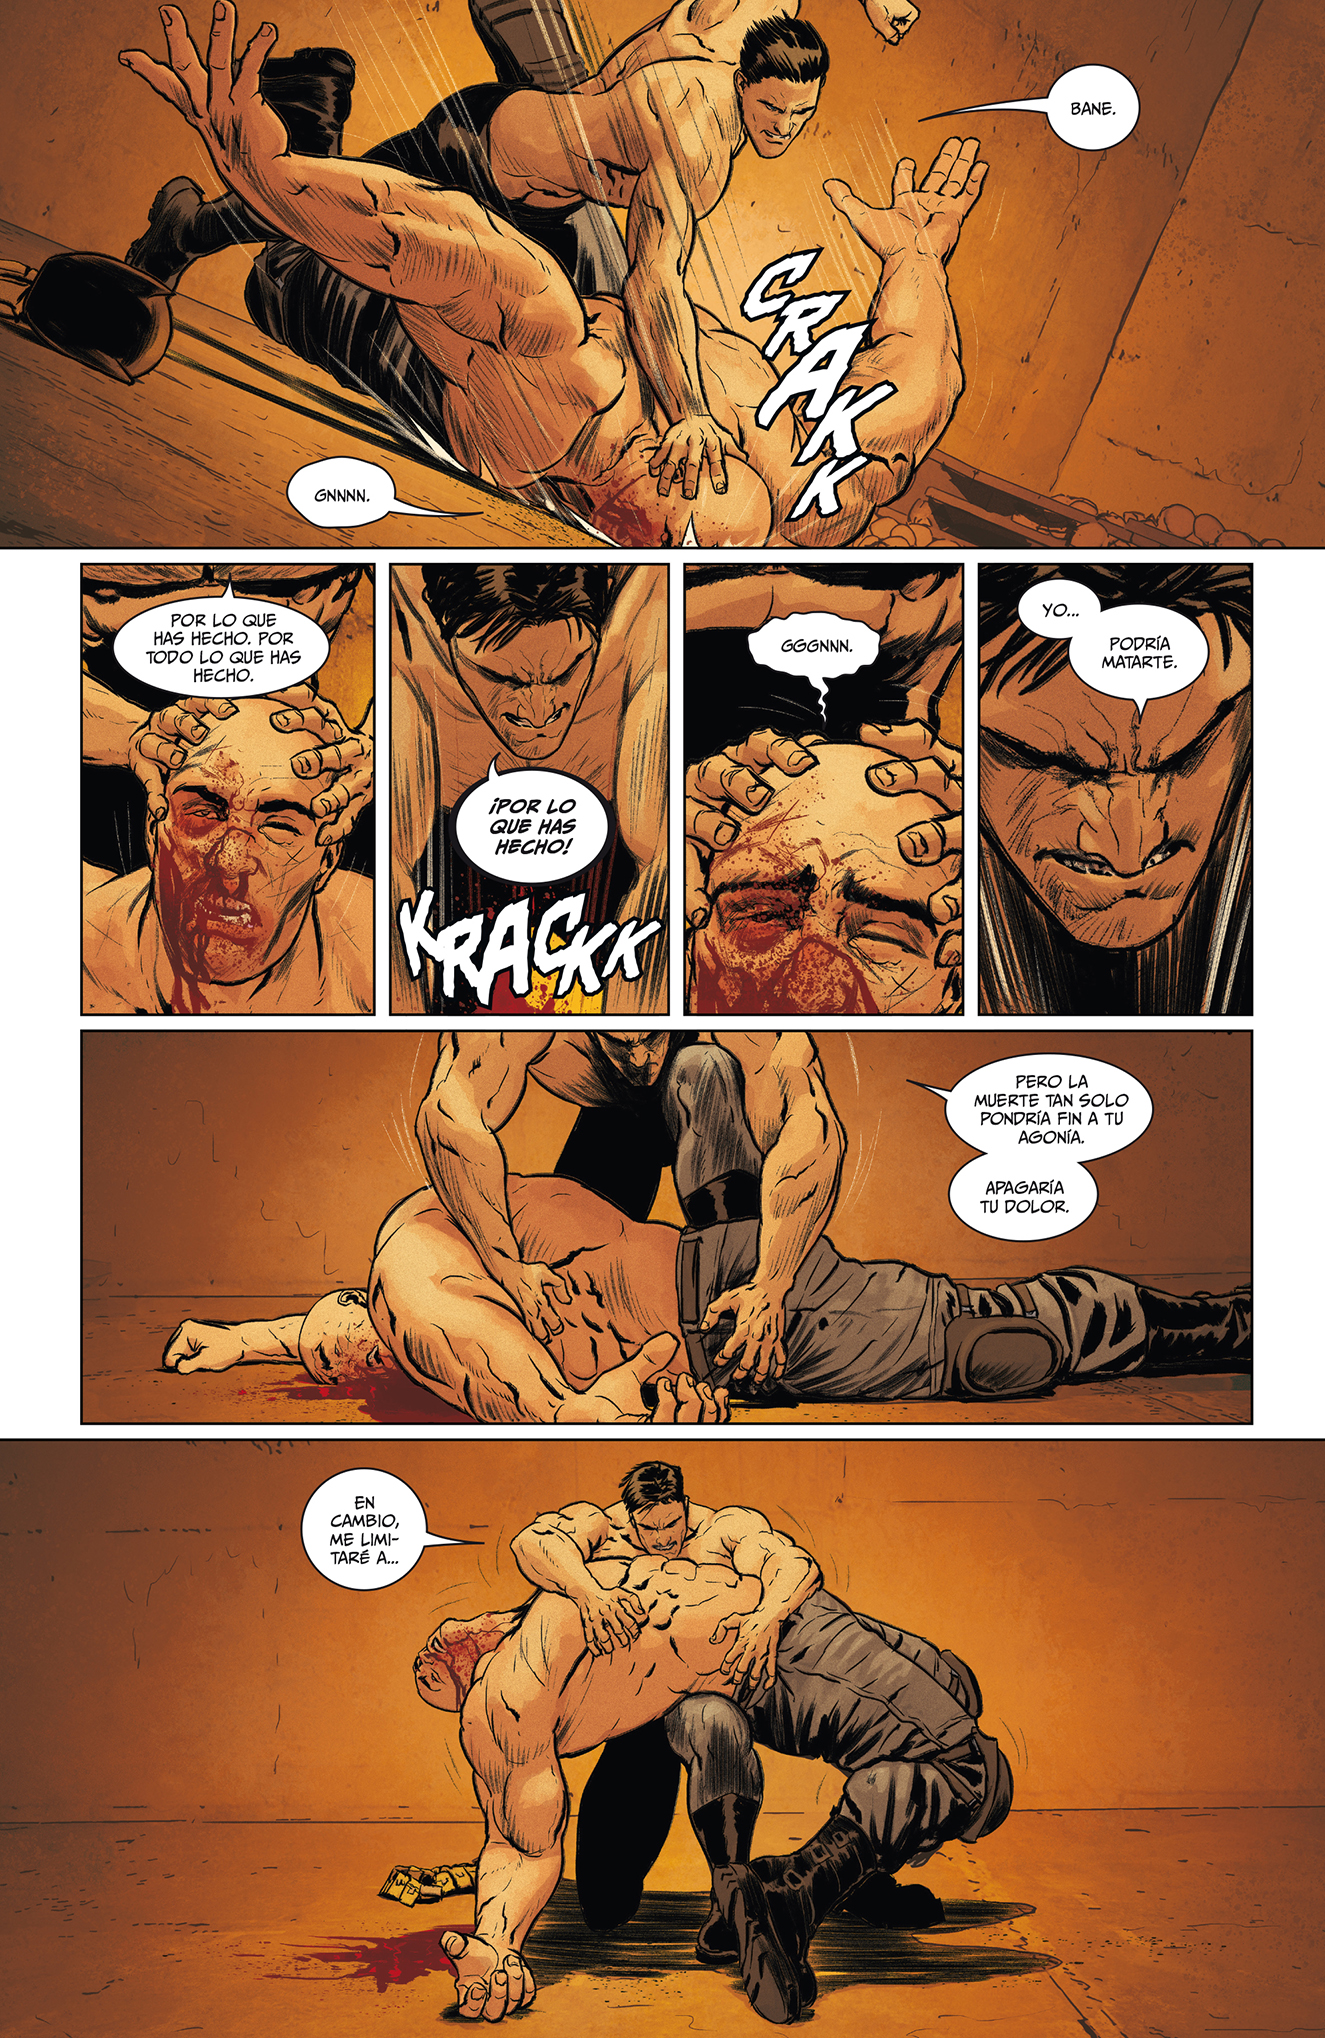 BANE.
CRAKK
GNNNN.
POR LO QUE
HAS HECHO. POR
TODO LO QUE HAS
HECHO.
¡POR LO
QUE HAS
HECHO!
KRACKK
GGGNNN.
YO...
PODRÍA
MATARTE.
PERO LA
MUERTE TAN SOLO
PONDRÍA FIN A TU
AGONÍA.
APAGARÍA
TU DOLOR.
EN
CAMBIO,
ME LIMI-
TARÉ A...